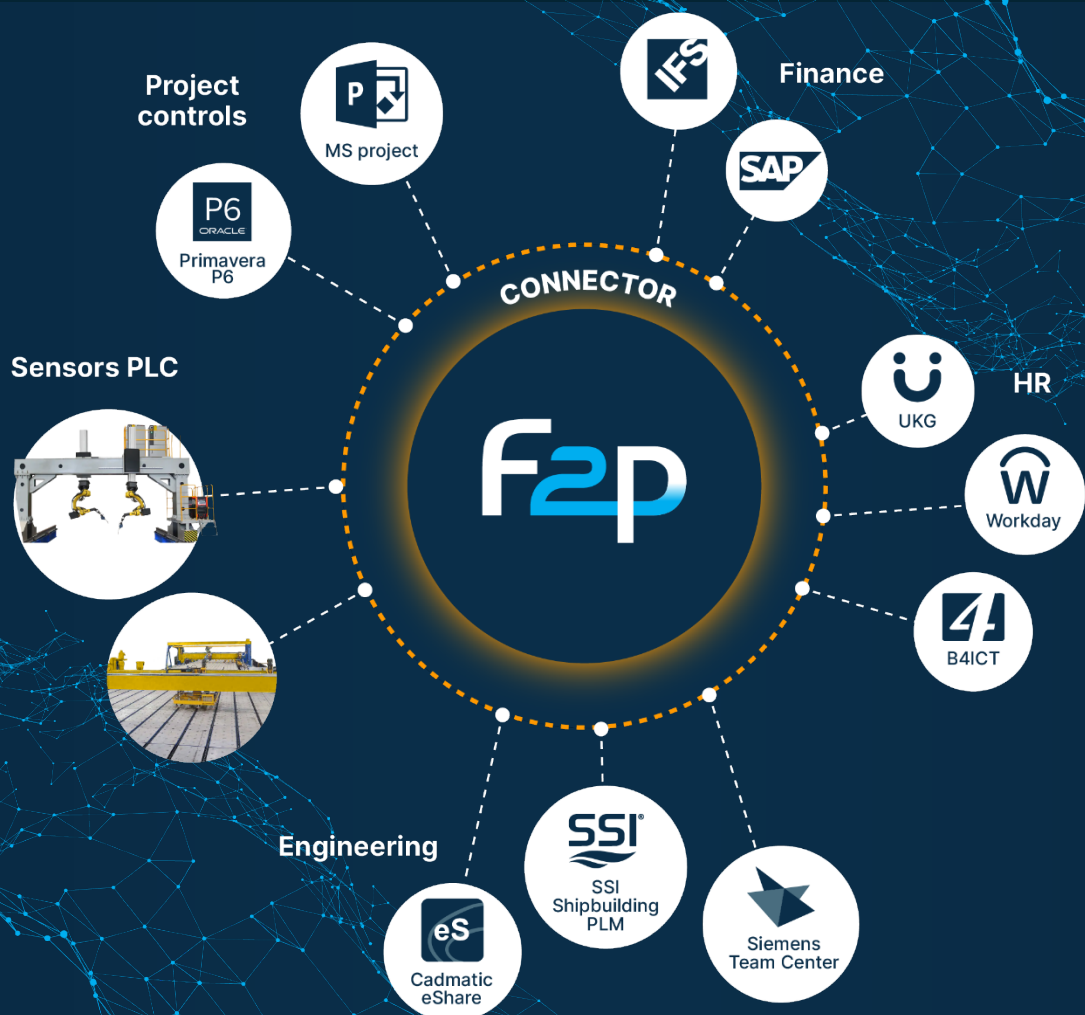 Project
controls
P
MS project
P6
ORACLE
Primavera
P6
IFS
Finance
SAP
CONNECTOR
f2p
Sensors PLC
UKG
HR
W
Workday
4
B4ICT
Engineering
eS
Cadmatic
eShare
SSI®
SSI
Shipbuilding
PLM
Siemens
Team Center